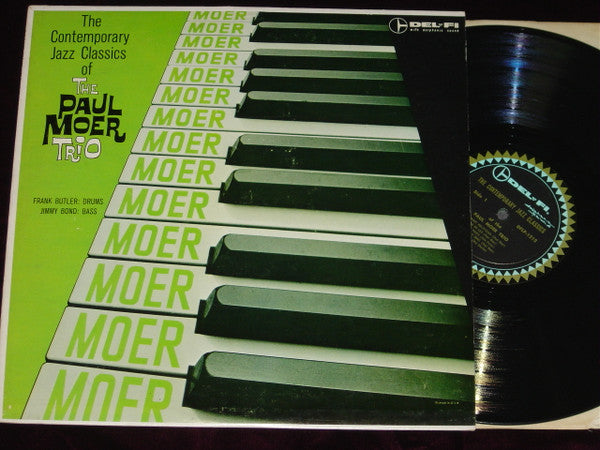 The
Contemporary
Jazz Classics
of
The
PAUL
MOER
TRIO
FRANK BUTLER: DRUMS
JIMMY BOND: BASS
MOER
MOER
MOER
MOER
MOER
MOER
MOER
MOER
MOER
MOER
MOER
MOER
MOER
DEL-FI
THE CONTEMPORARY JAZZ CLASSICS
DEL-FI